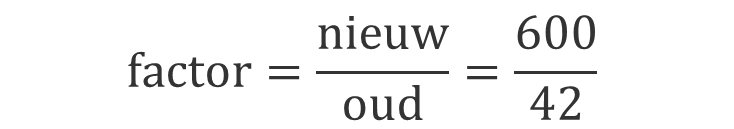 factor = nieuw/oud = 600/42